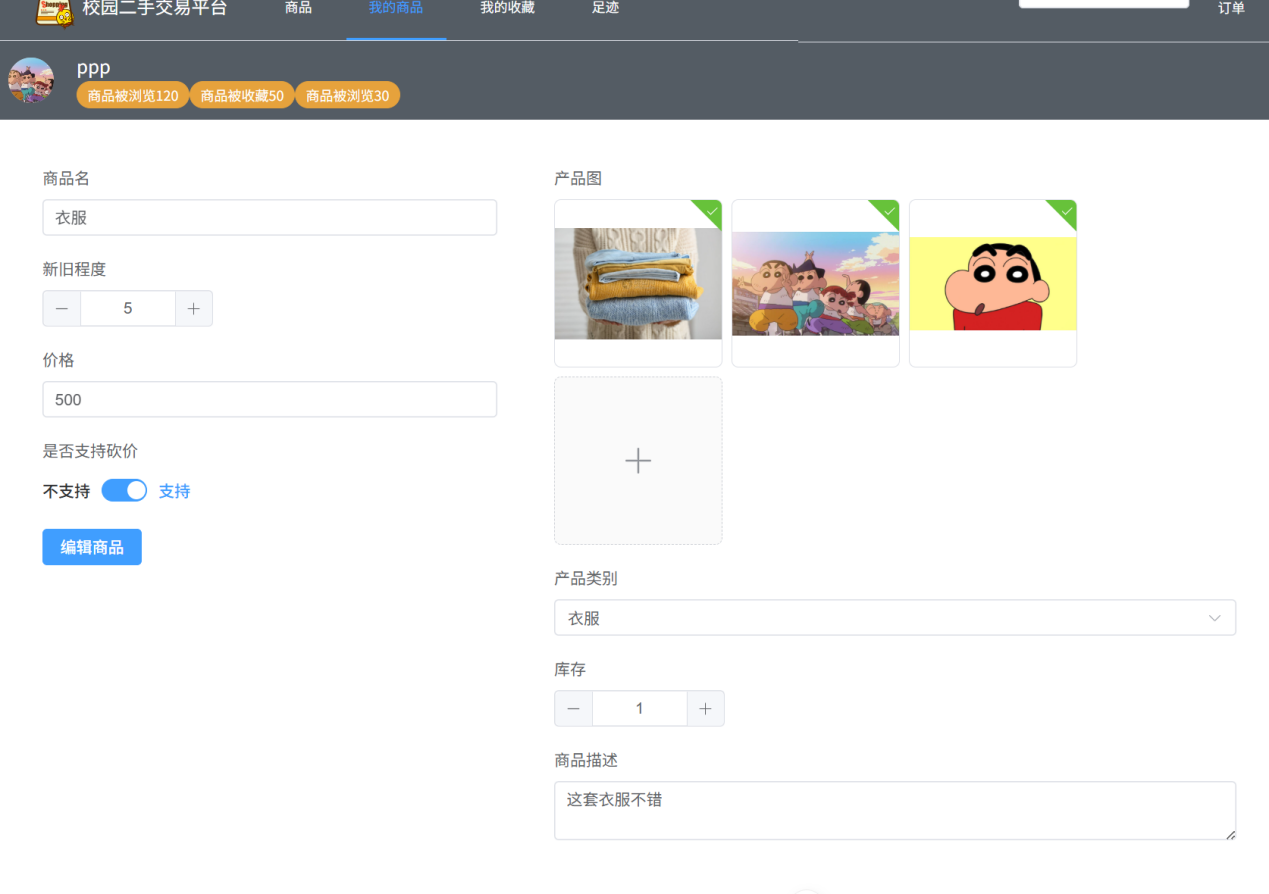 校园二手交易平台 商品 我的商品 我的收藏 足迹 订单
ppp
商品被浏览120 商品被收藏50 商品被浏览30
商品名
衣服
新旧程度
5
价格
500
是否支持砍价
不支持 支持
编辑商品
产品图
产品类别
衣服
库存
1
商品描述
这套衣服不错